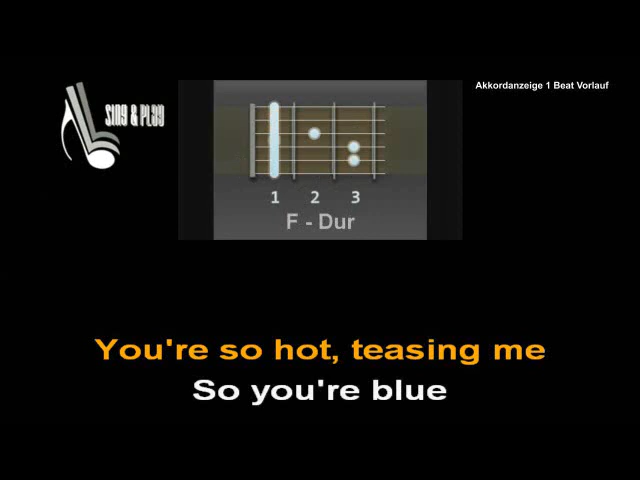 Akkordanzeige 1 Beat Vorlauf
SING & PLAY
1 2 3
F - Dur
You're so hot, teasing me
So you're blue